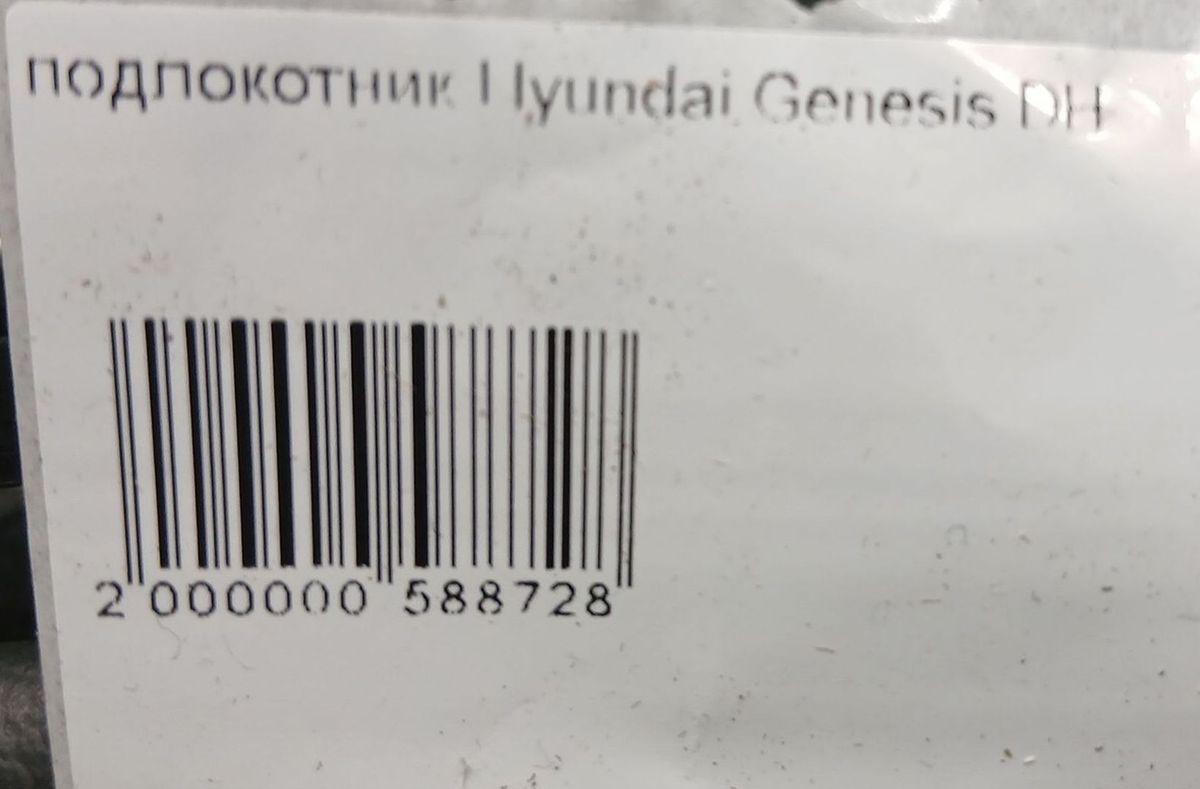 подлокотник Hyundai Genesis DH
2 000000 588728